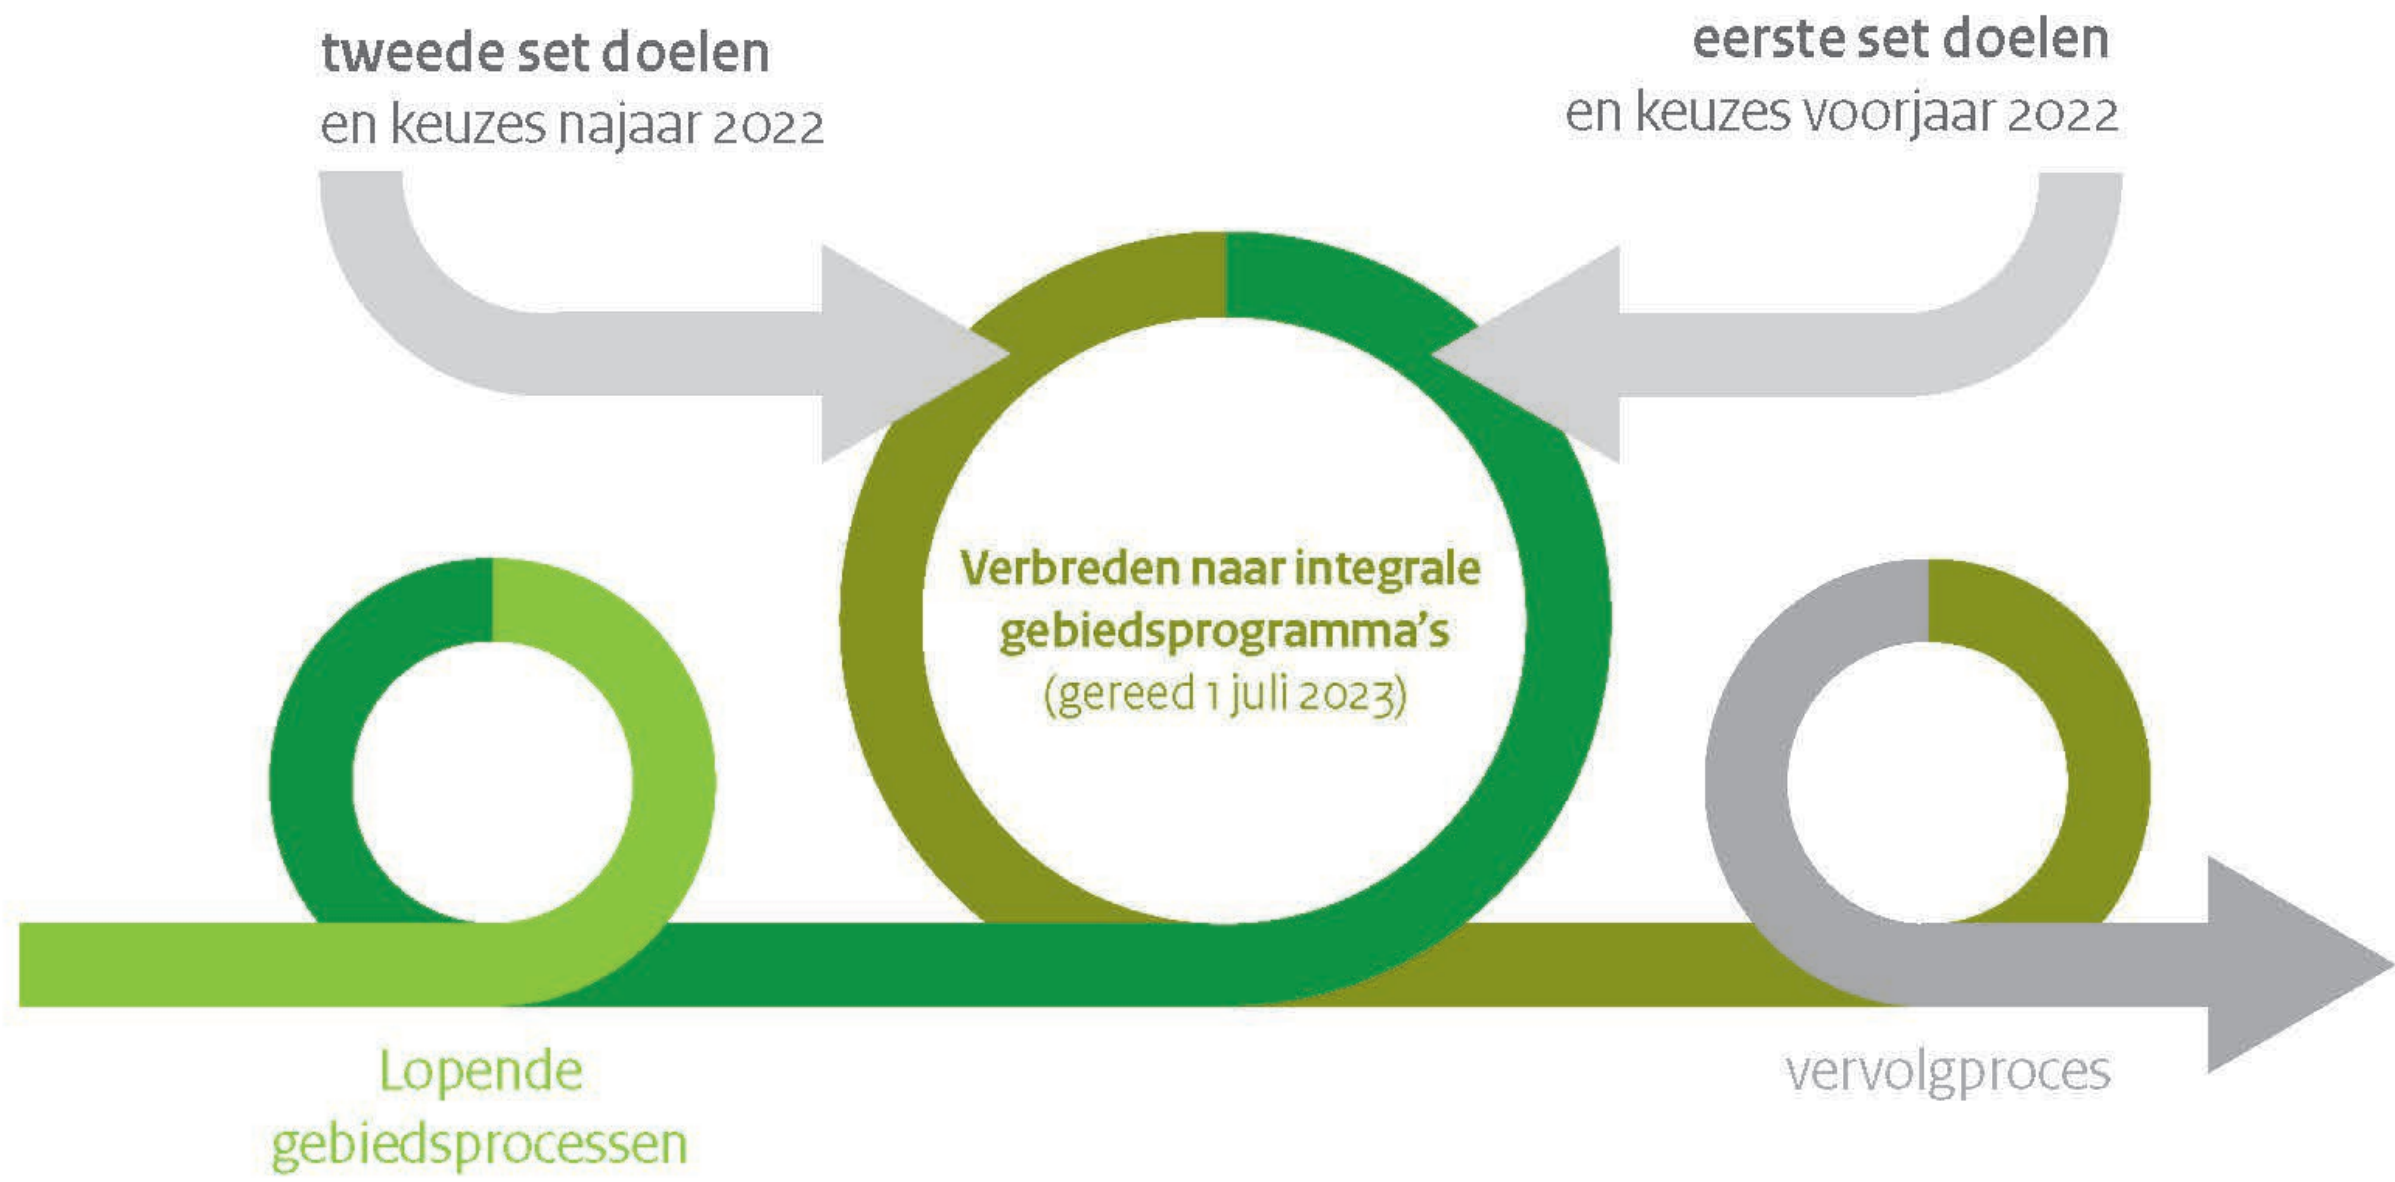 tweede set doelen
en keuzes najaar 2022
eerste set doelen
en keuzes voorjaar 2022
Verbreden naar integrale
gebiedsprogramma's
(gereed 1 juli 2023)
Lopende
gebiedsprocessen
vervolgproces